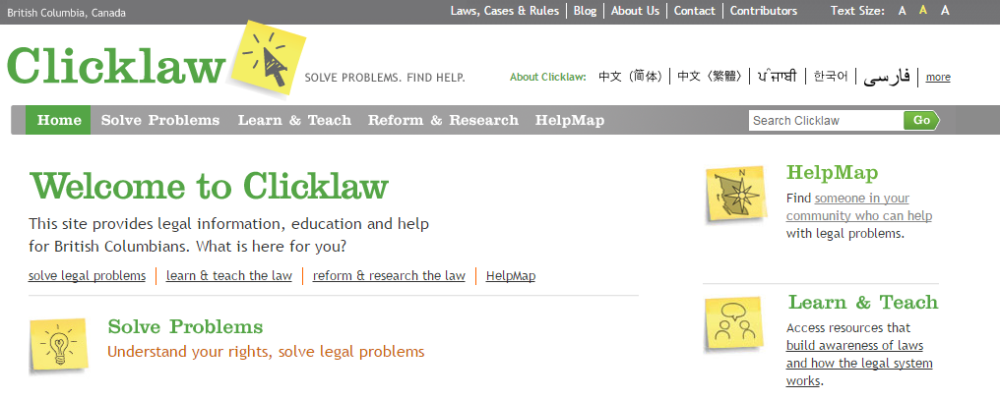 British Columbia, Canada
Laws, Cases & Rules | Blog | About Us | Contact | Contributors
Text Size: A A A
Clicklaw
SOLVE PROBLEMS. FIND HELP.
About Clicklaw: 中文（简体） | 中文〈繁體〉 | ਪੰਜਾਬੀ | 한국어 | فارسی | more
Home Solve Problems Learn & Teach Reform & Research HelpMap
Search Clicklaw Go
Welcome to Clicklaw
This site provides legal information, education and help
for British Columbians. What is here for you?
solve legal problems | learn & teach the law | reform & research the law | HelpMap
Solve Problems
Understand your rights, solve legal problems
N
HelpMap
Find someone in your
community who can help
with legal problems.
Learn & Teach
Access resources that
build awareness of laws
and how the legal system
works.